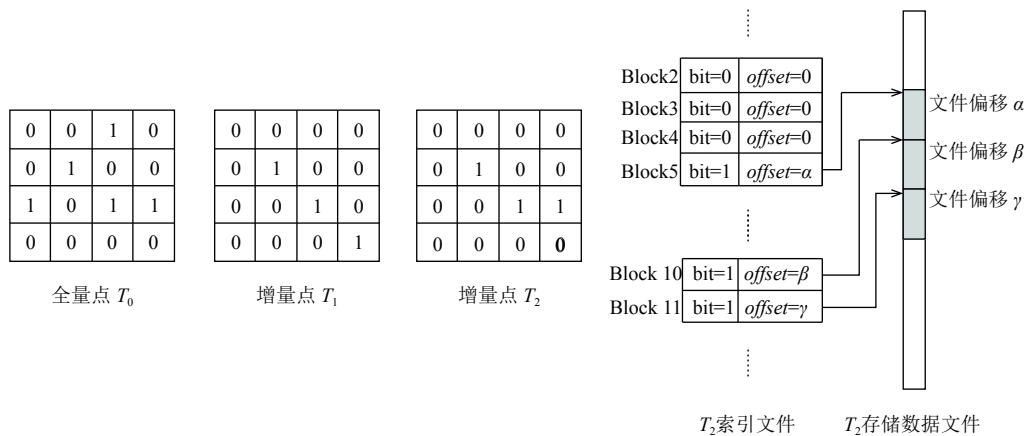 0 0 1 0
0 1 0 0
1 0 1 1
0 0 0 0
全量点 T₀
0 0 0 0
0 1 0 0
0 0 1 0
0 0 0 1
增量点 T₁
0 0 0 0
0 1 0 0
0 0 1 1
0 0 0 0
增量点 T₂
Block2 bit=0 offset=0
Block3 bit=0 offset=0
Block4 bit=0 offset=0
Block5 bit=1 offset=α
Block 10 bit=1 offset=β
Block 11 bit=1 offset=γ
T₂索引文件
文件偏移 α
文件偏移 β
文件偏移 γ
T₂存储数据文件